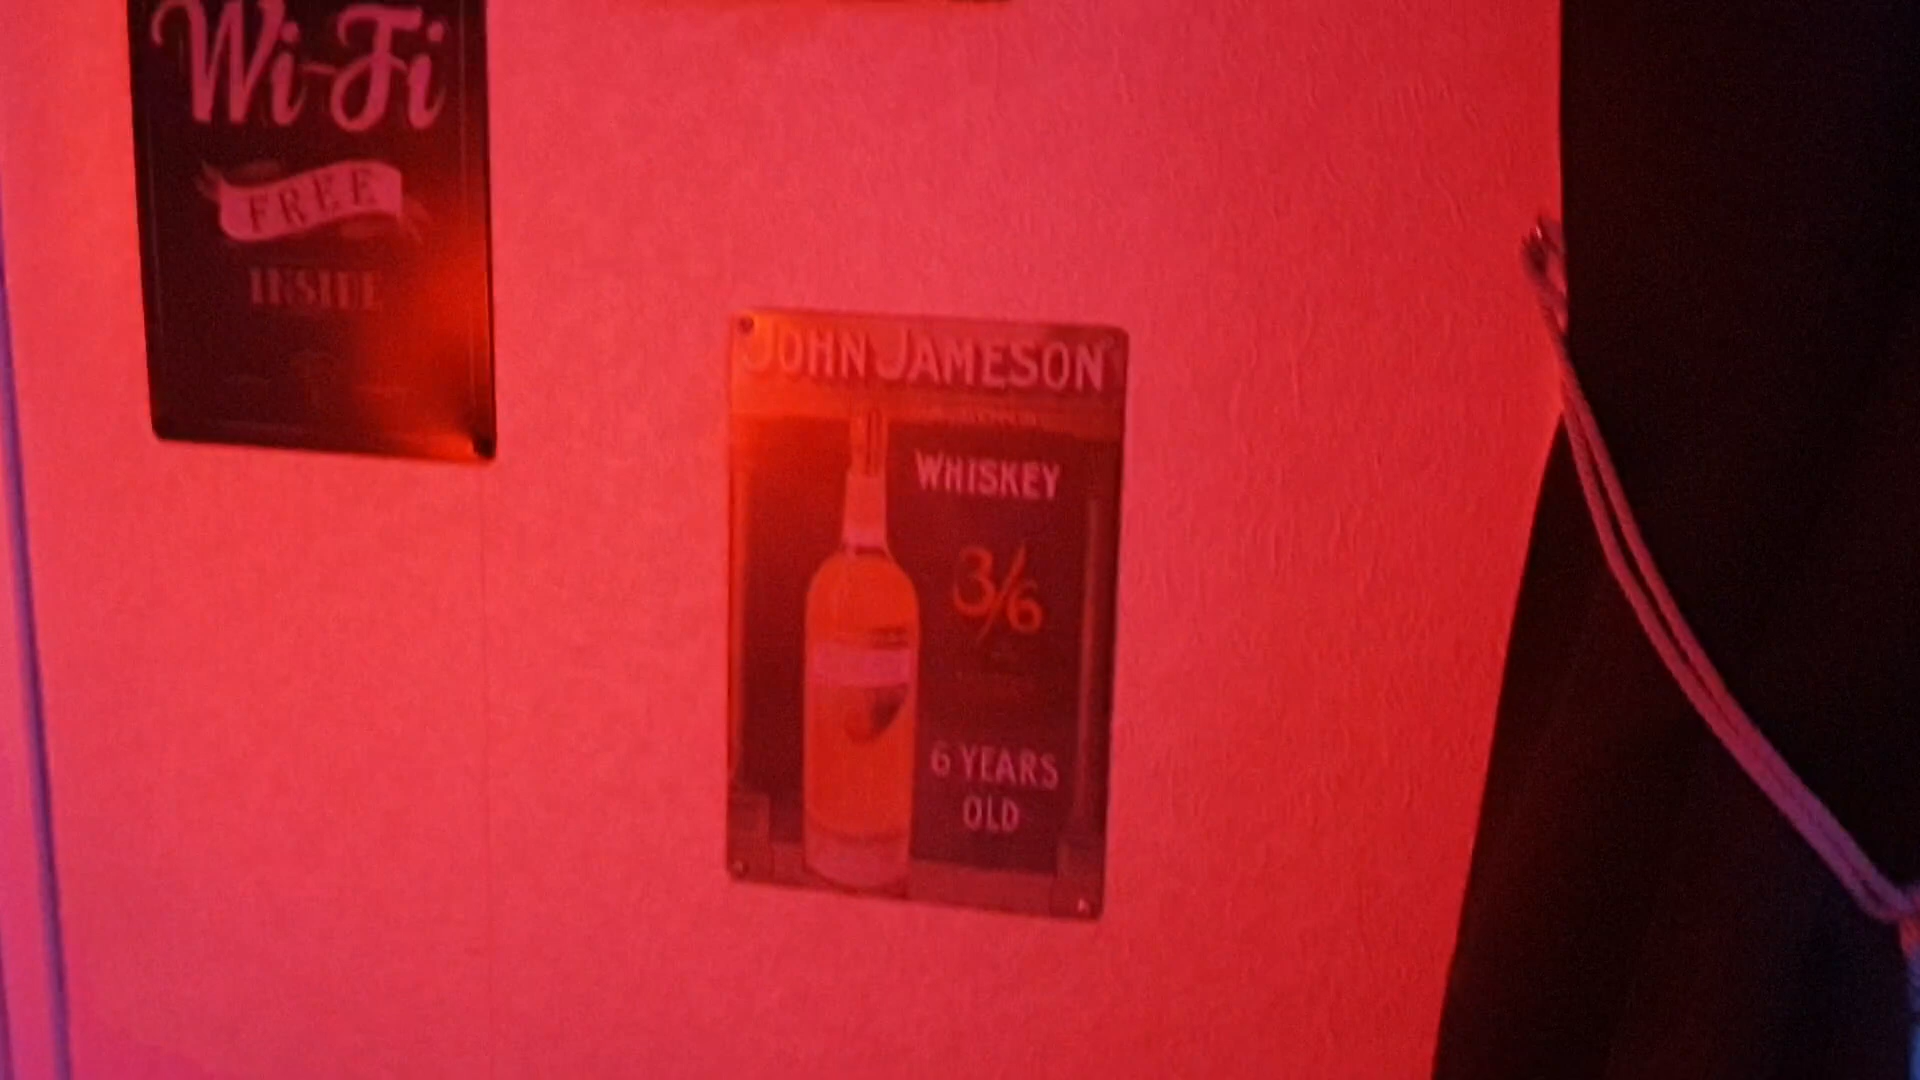 Wi-Fi
FREE
INSIDE
JOHN JAMESON
WHISKEY
3/6
6 YEARS
OLD